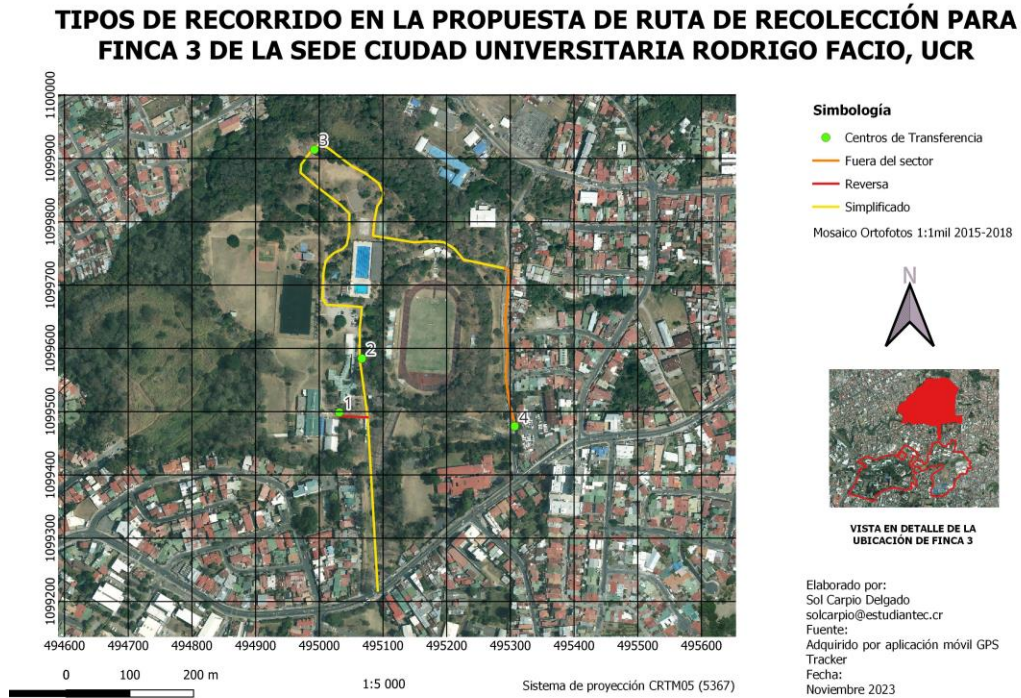 TIPOS DE RECORRIDO EN LA PROPUESTA DE RUTA DE RECOLECCIÓN PARA
FINCA 3 DE LA SEDE CIUDAD UNIVERSITARIA RODRIGO FACIO, UCR
1100000
1099900
1099800
1099700
1099600
1099500
1099400
1099300
1099200
3
2
1
4
494600 494700 494800 494900 495000 495100 495200 495300 495400 495500 495600
0 100 200 m
1:5 000
Sistema de proyección CRTM05 (5367)
Simbología
Centros de Transferencia
Fuera del sector
Reversa
Simplificado
Mosaico Ortofotos 1:1mil 2015-2018
N
VISTA EN DETALLE DE LA
UBICACIÓN DE FINCA 3
Elaborado por:
Sol Carpio Delgado
solcarpio@estudiantec.cr
Fuente:
Adquirido por aplicación móvil GPS
Tracker
Fecha:
Noviembre 2023